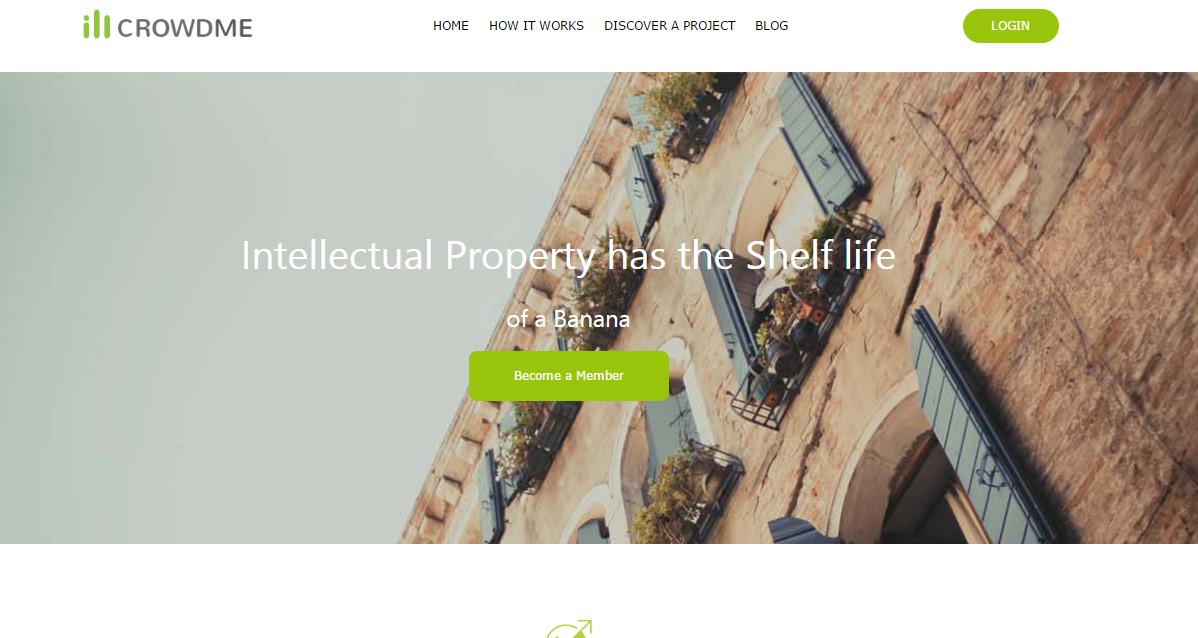 CROWDME
HOME HOW IT WORKS DISCOVER A PROJECT BLOG
LOGIN
Intellectual Property has the Shelf life
of a Banana
Become a Member